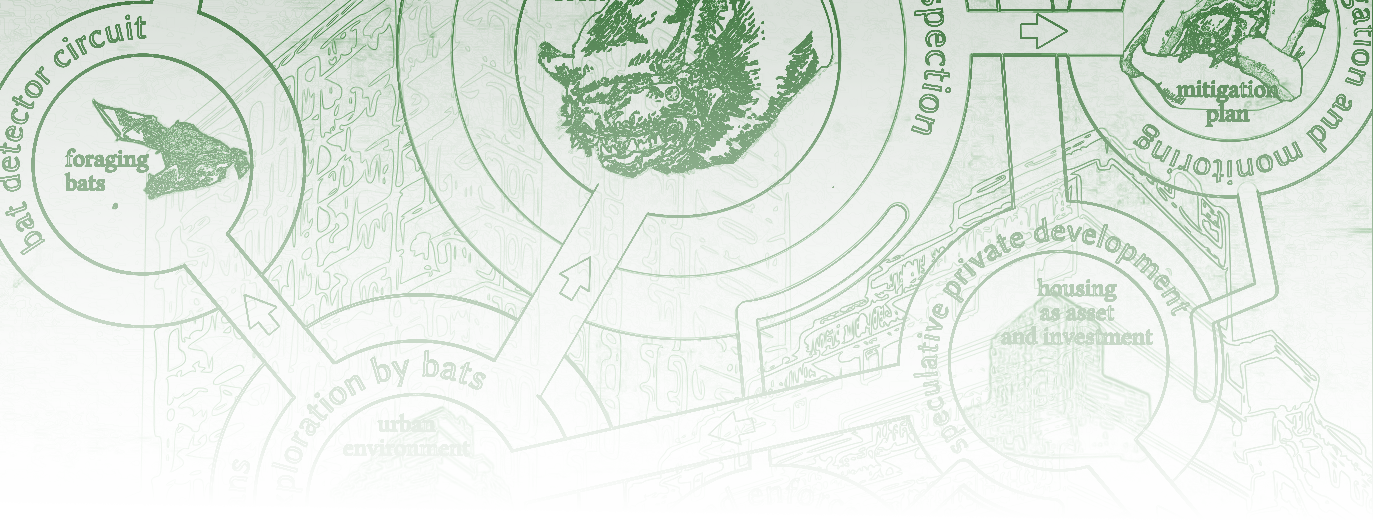 bat detector circuit
foraging
bats
spection
mitigation
plan
gation and monitoring
speculative private development
housing
as asset
and investment
ploration by bats
urban
environment
ns